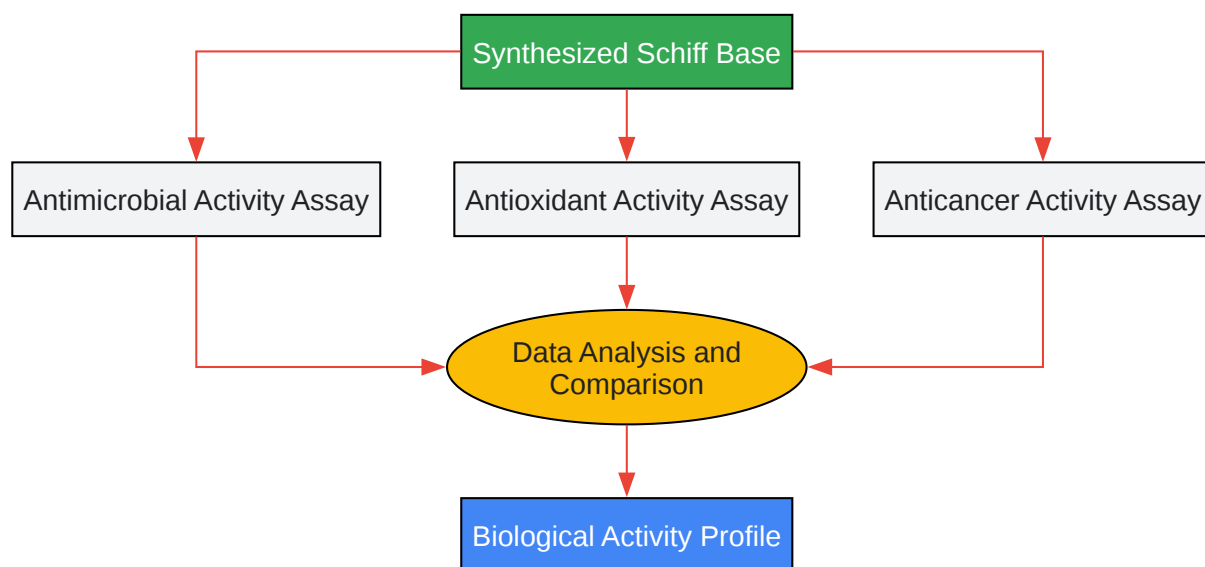 Synthesized Schiff Base
Antimicrobial Activity Assay
Antioxidant Activity Assay
Anticancer Activity Assay
Data Analysis and
Comparison
Biological Activity Profile